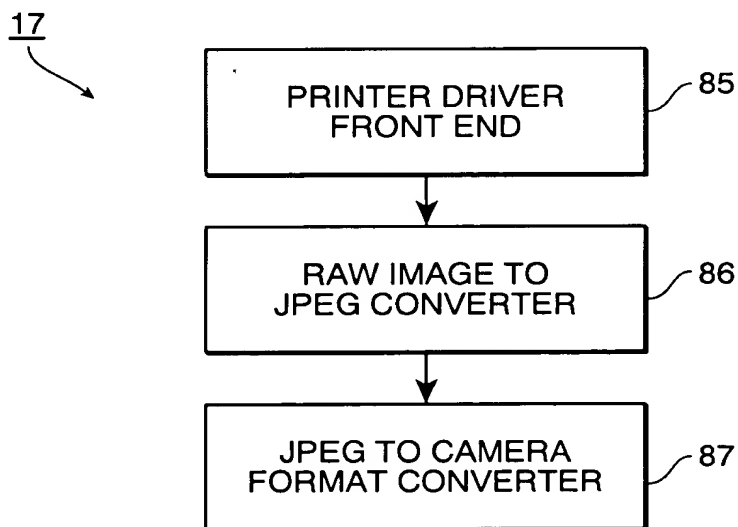 17
PRINTER DRIVER
FRONT END
85
RAW IMAGE TO
JPEG CONVERTER
86
JPEG TO CAMERA
FORMAT CONVERTER
87